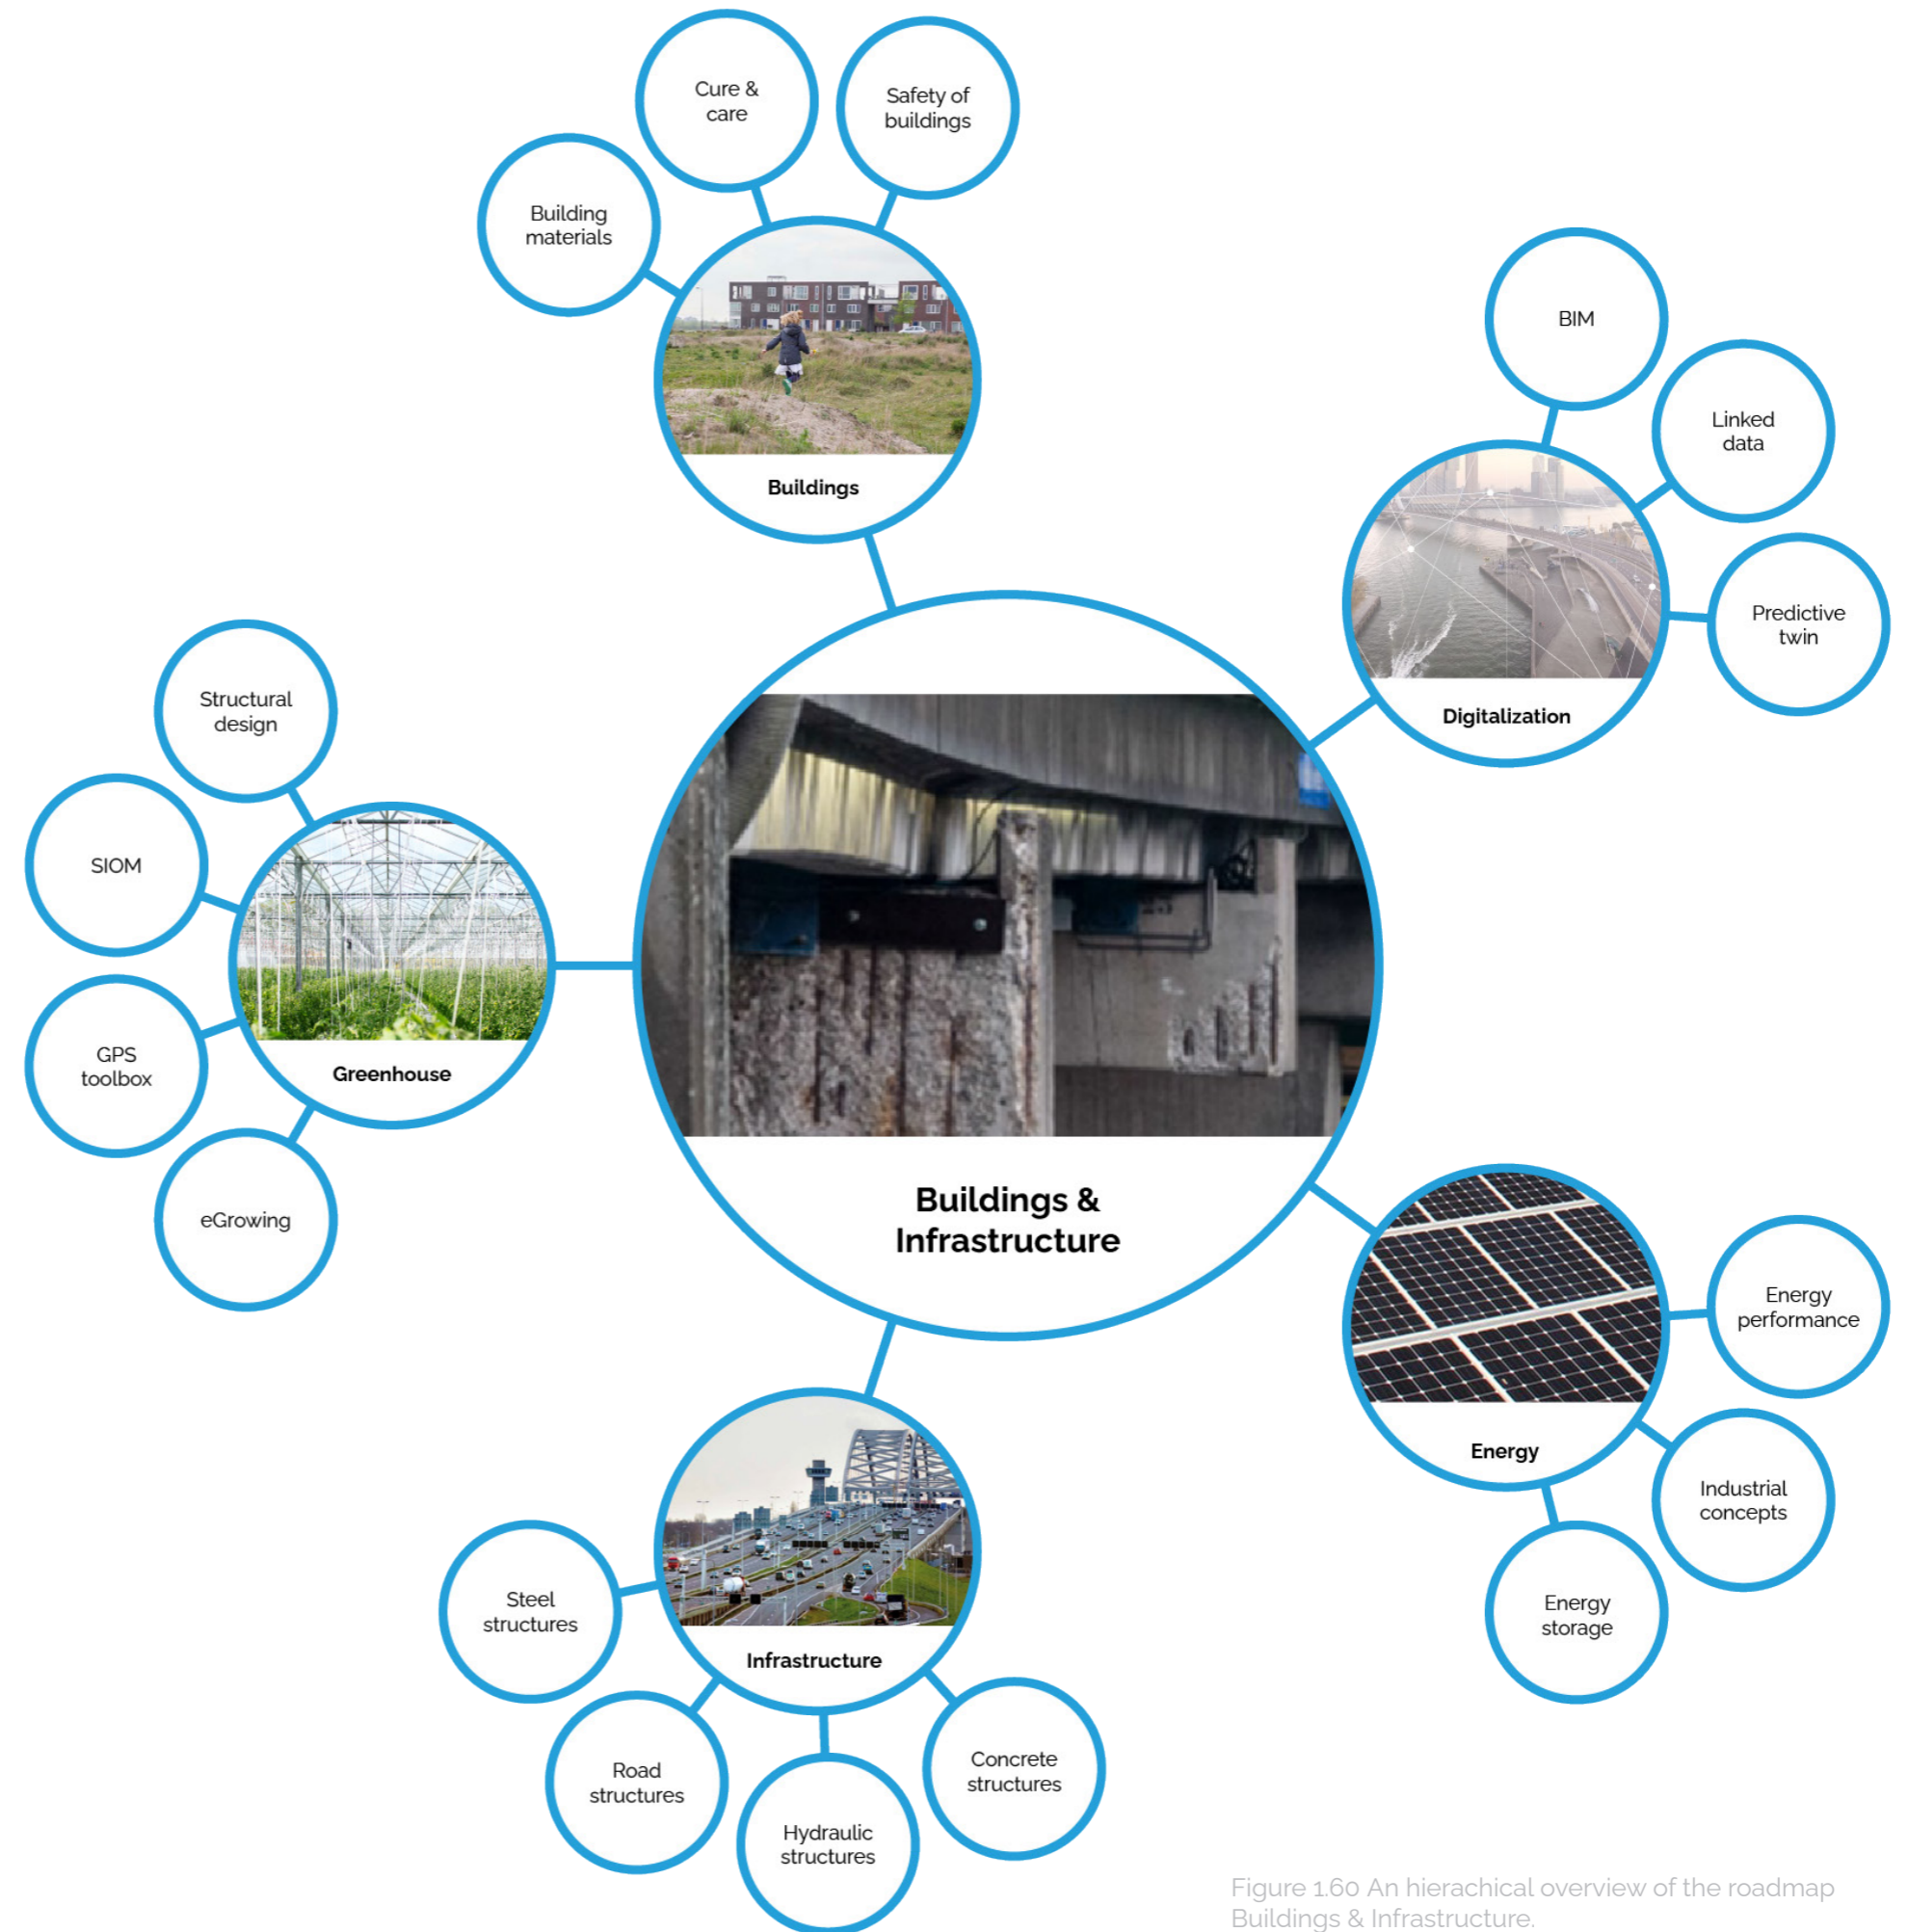 Cure &
care
Safety of
buildings
Building
materials
Buildings
BIM
Linked
data
Predictive
twin
Digitalization
Structural
design
SIOM
GPS
toolbox
eGrowing
Greenhouse
Buildings &
Infrastructure
Energy
performance
Industrial
concepts
Energy
storage
Energy
Infrastructure
Steel
structures
Road
structures
Hydraulic
structures
Concrete
structures
Figure 1.60 An hierachical overview of the roadmap
Buildings & Infrastructure.